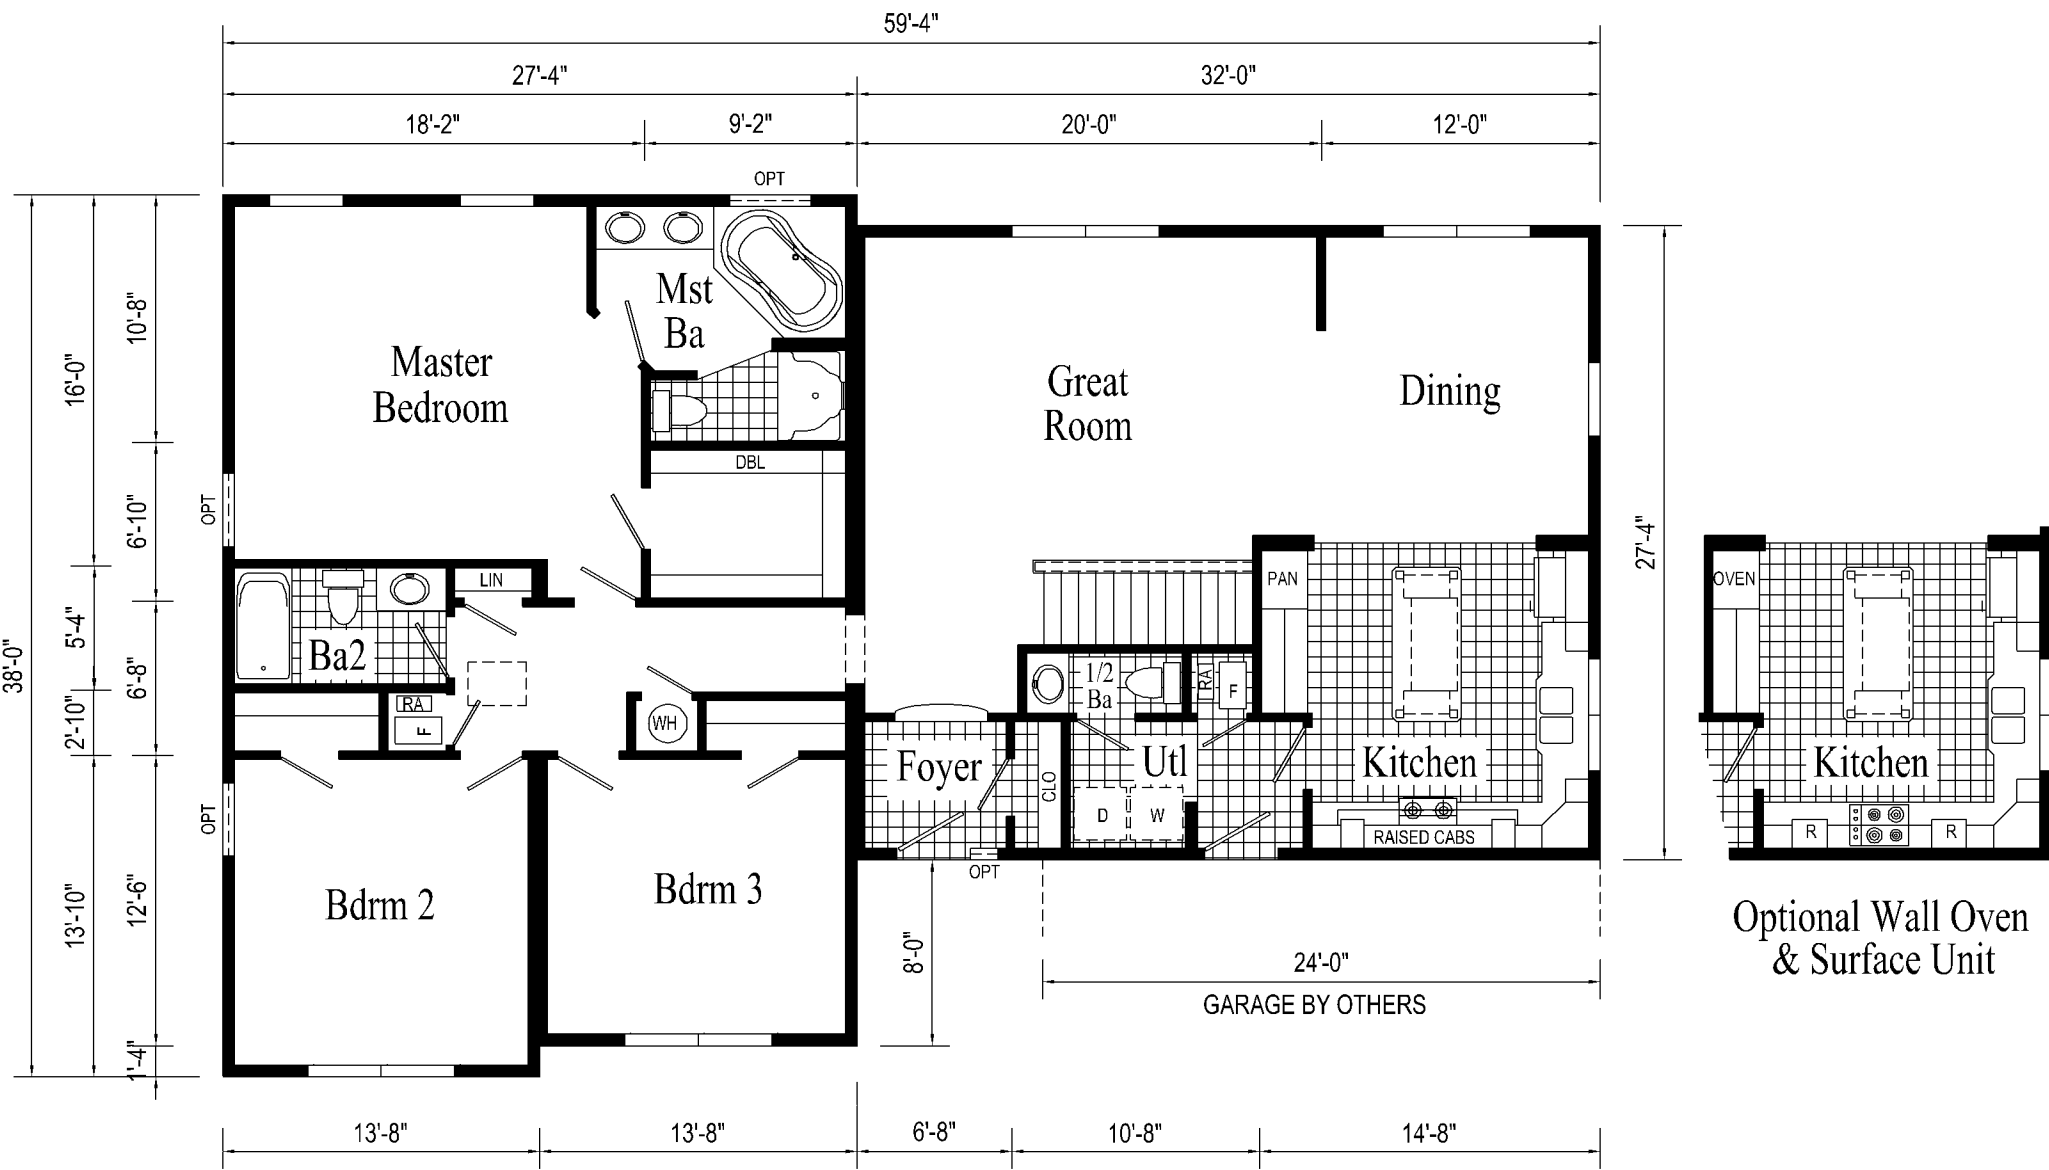 59'-4"
27'-4"
32'-0"
18'-2"
9'-2"
20'-0"
12'-0"
OPT
10'-8"
16'-0"
6'-10"
5'-4"
38'-0"
6'-8"
2'-10"
13'-10"
12'-6"
1'-4"
Mst
Ba
Master
Bedroom
DBL
OPT
LIN
Ba2
RA
F
WH
OPT
Bdrm 2
Bdrm 3
Great
Room
Dining
27'-4"
PAN
1/2
Ba
RA
F
Foyer
CLO
Utl
D
W
Kitchen
RAISED CABS
OPT
8'-0"
24'-0"
GARAGE BY OTHERS
OVEN
Kitchen
R
R
Optional Wall Oven
& Surface Unit
13'-8"
13'-8"
6'-8"
10'-8"
14'-8"